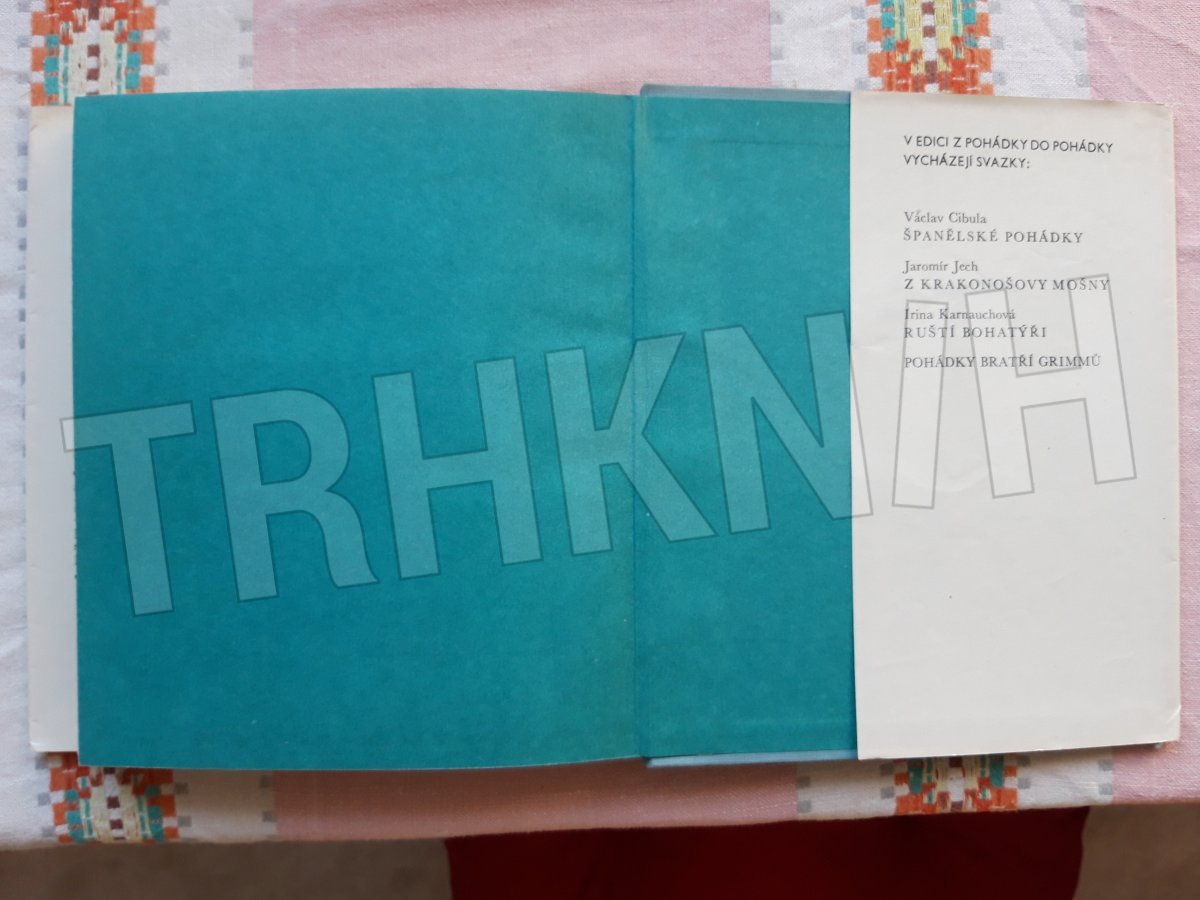 V EDICI Z POHÁDKY DO POHÁDKY
VYCHÁZEJÍ SVAZKY:
Václav Cibula
ŠPANĚLSKÉ POHÁDKY
Jaromír Jech
Z KRAKONOŠOVY MOŠNY
Irina Karnauchová
RUŠTÍ BOHATÝŘI
POHÁDKY BRATŘÍ GRIMMŮ
TRHKNIH